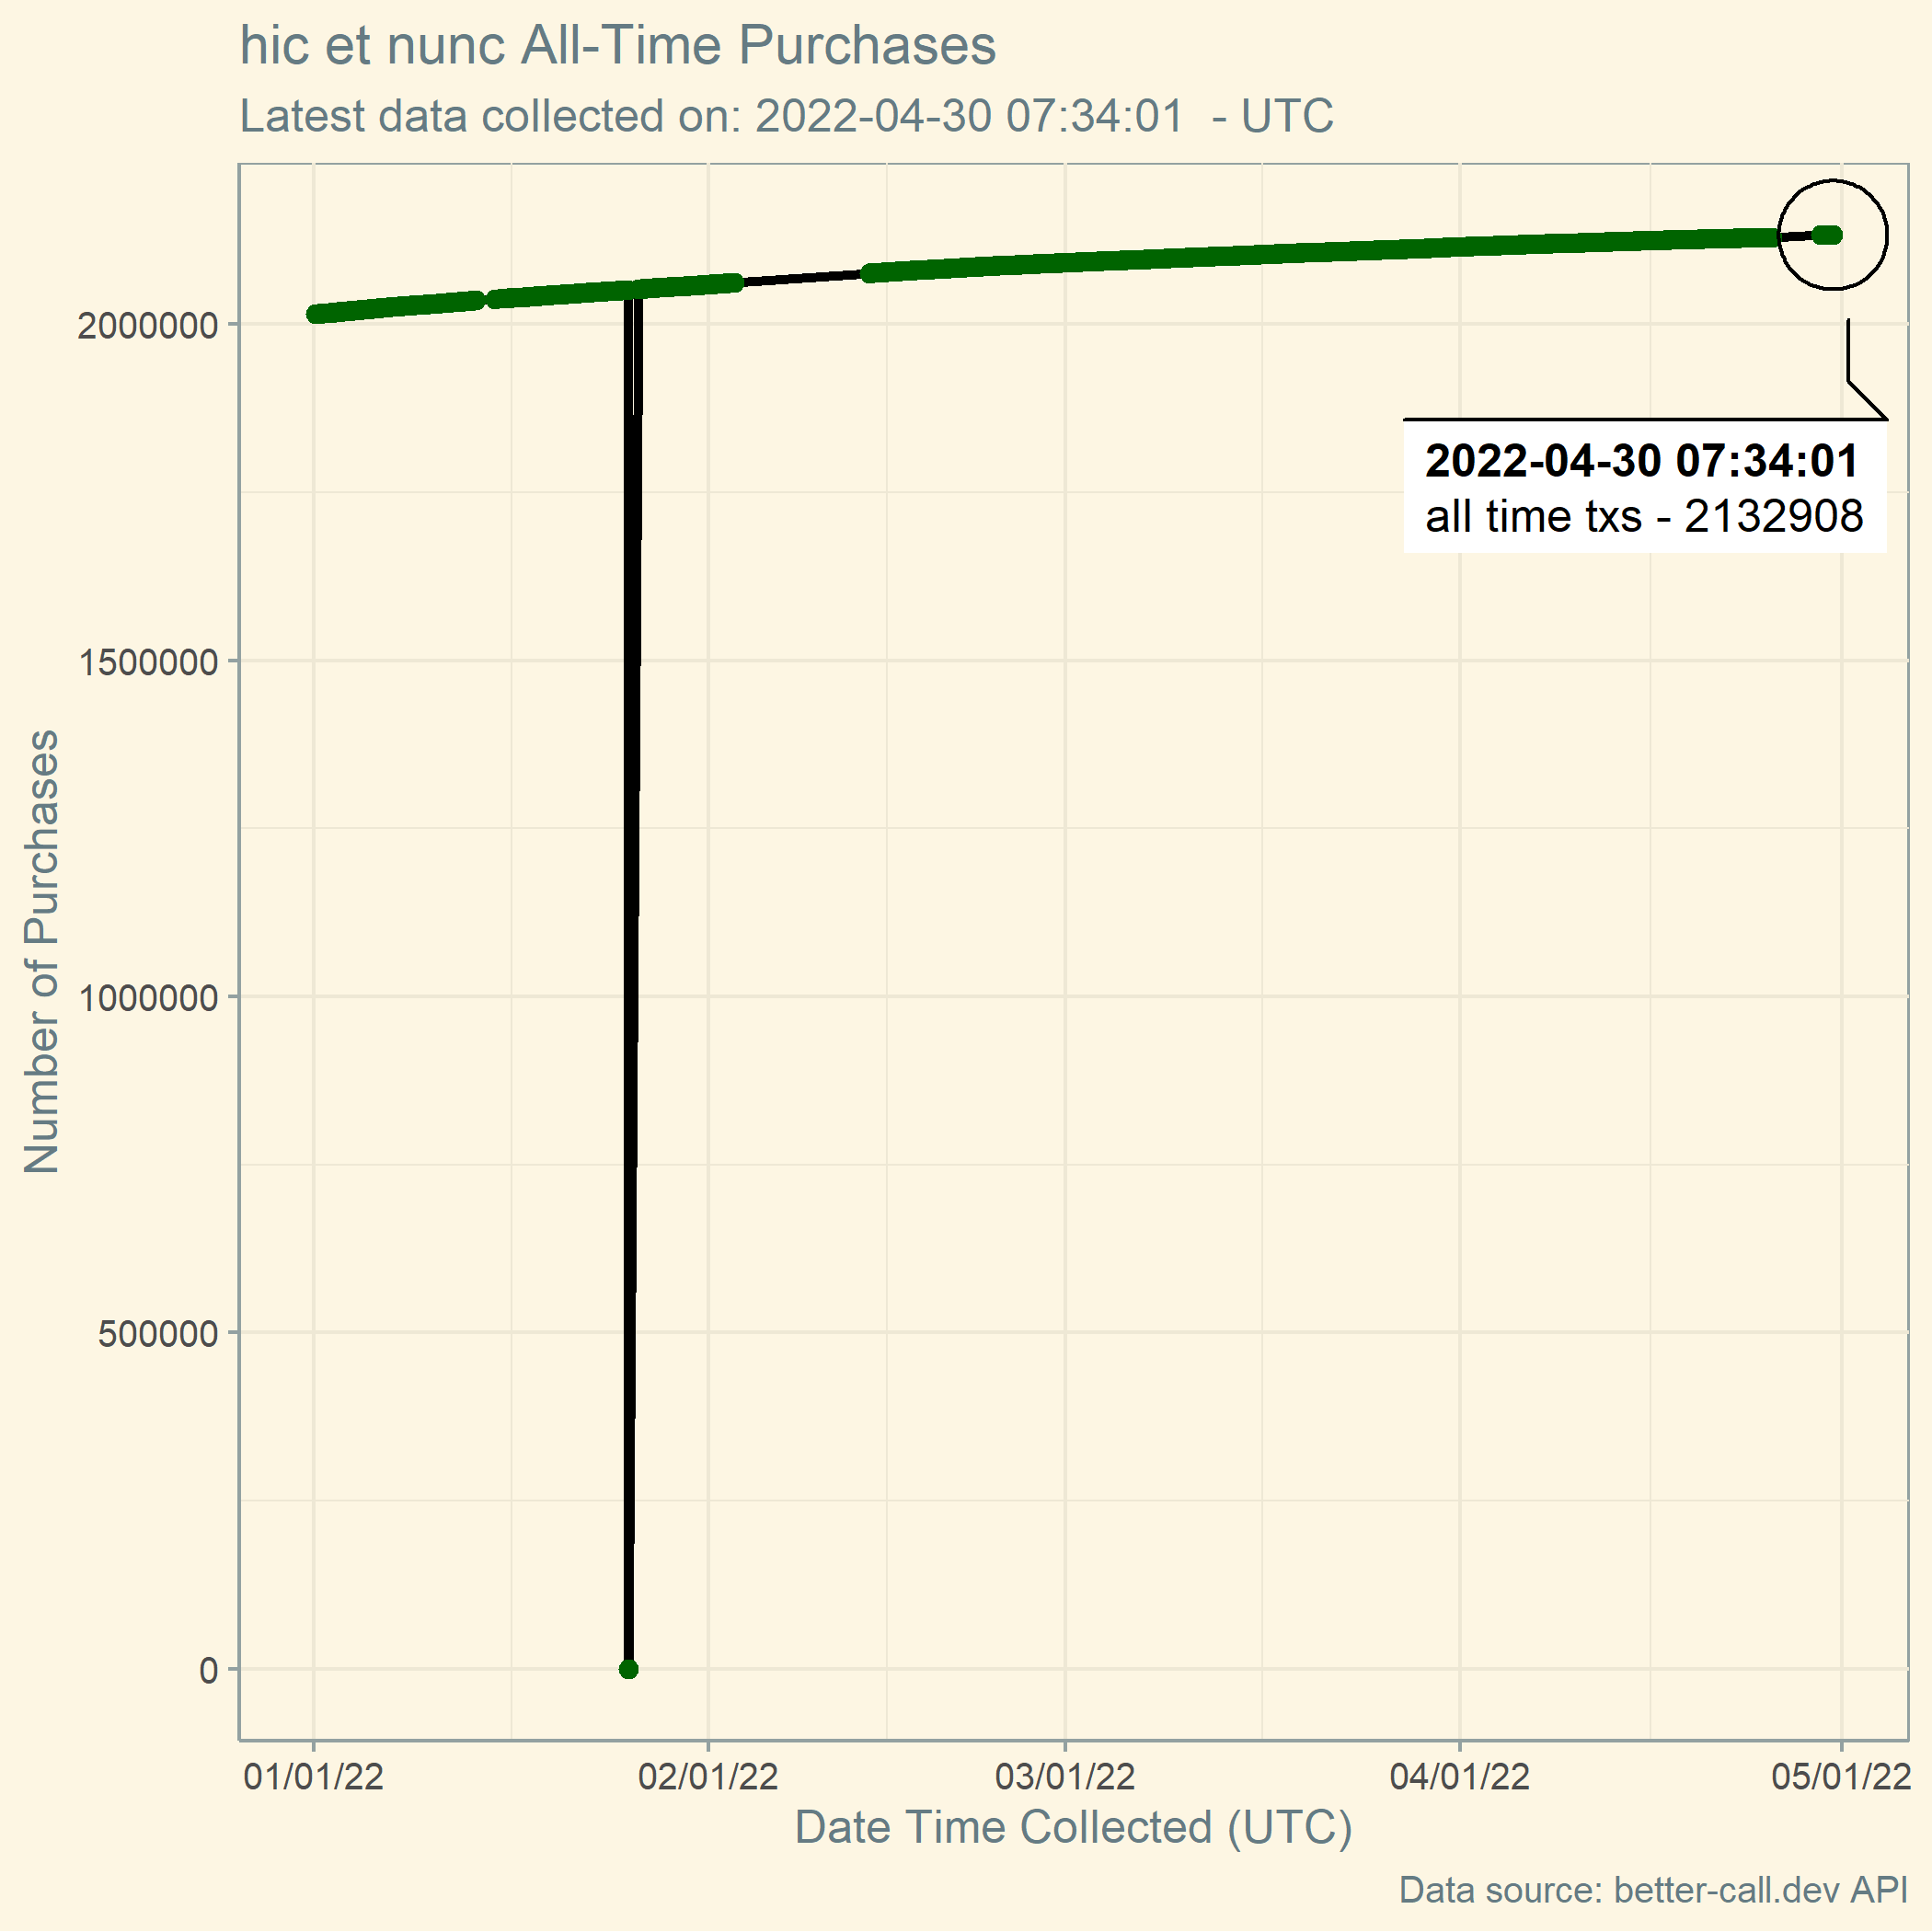 hic et nunc All-Time Purchases
Latest data collected on: 2022-04-30 07:34:01  - UTC
2022-04-30 07:34:01
all time txs - 2132908
Number of Purchases
2000000
1500000
1000000
500000
0
01/01/22 02/01/22 03/01/22 04/01/22 05/01/22
Date Time Collected (UTC)
Data source: better-call.dev API